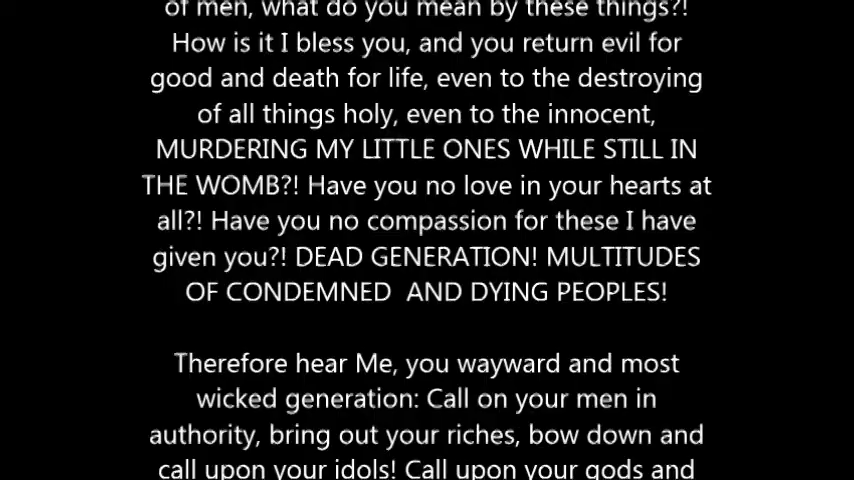 of men, what do you mean by these things?!
How is it I bless you, and you return evil for
good and death for life, even to the destroying
of all things holy, even to the innocent,
MURDERING MY LITTLE ONES WHILE STILL IN
THE WOMB?! Have you no love in your hearts at
all?! Have you no compassion for these I have
given you?! DEAD GENERATION! MULTITUDES
OF CONDEMNED  AND DYING PEOPLES!
Therefore hear Me, you wayward and most
wicked generation: Call on your men in
authority, bring out your riches, bow down and
call upon your idols! Call upon your gods and